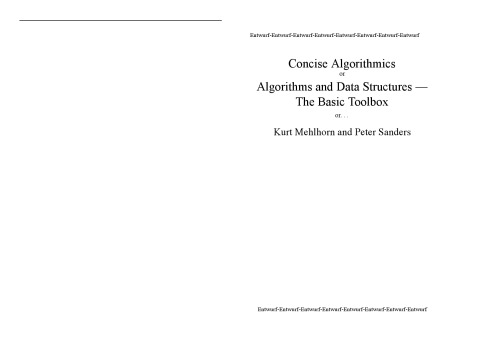 Entwurf-Entwurf-Entwurf-Entwurf-Entwurf-Entwurf-Entwurf-Entwurf
Concise Algorithmics
or
Algorithms and Data Structures —
The Basic Toolbox
or. . .
Kurt Mehlhorn and Peter Sanders
Entwurf-Entwurf-Entwurf-Entwurf-Entwurf-Entwurf-Entwurf-Entwurf